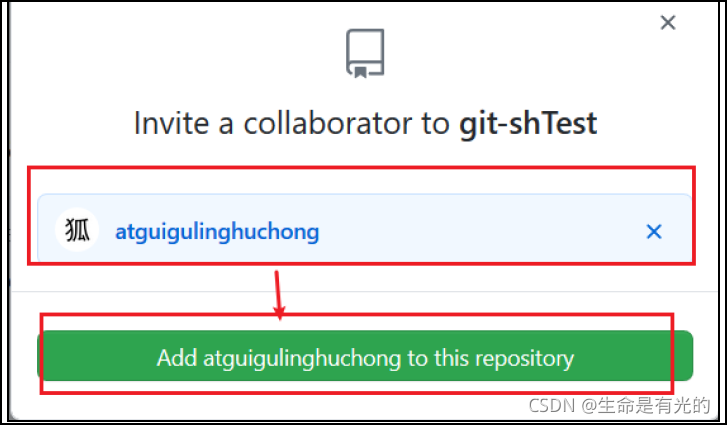 Invite a collaborator to git-shTest
狐 atguigulinghuchong
Add atguigulinghuchong to this repository
CSDN @生命是有光的